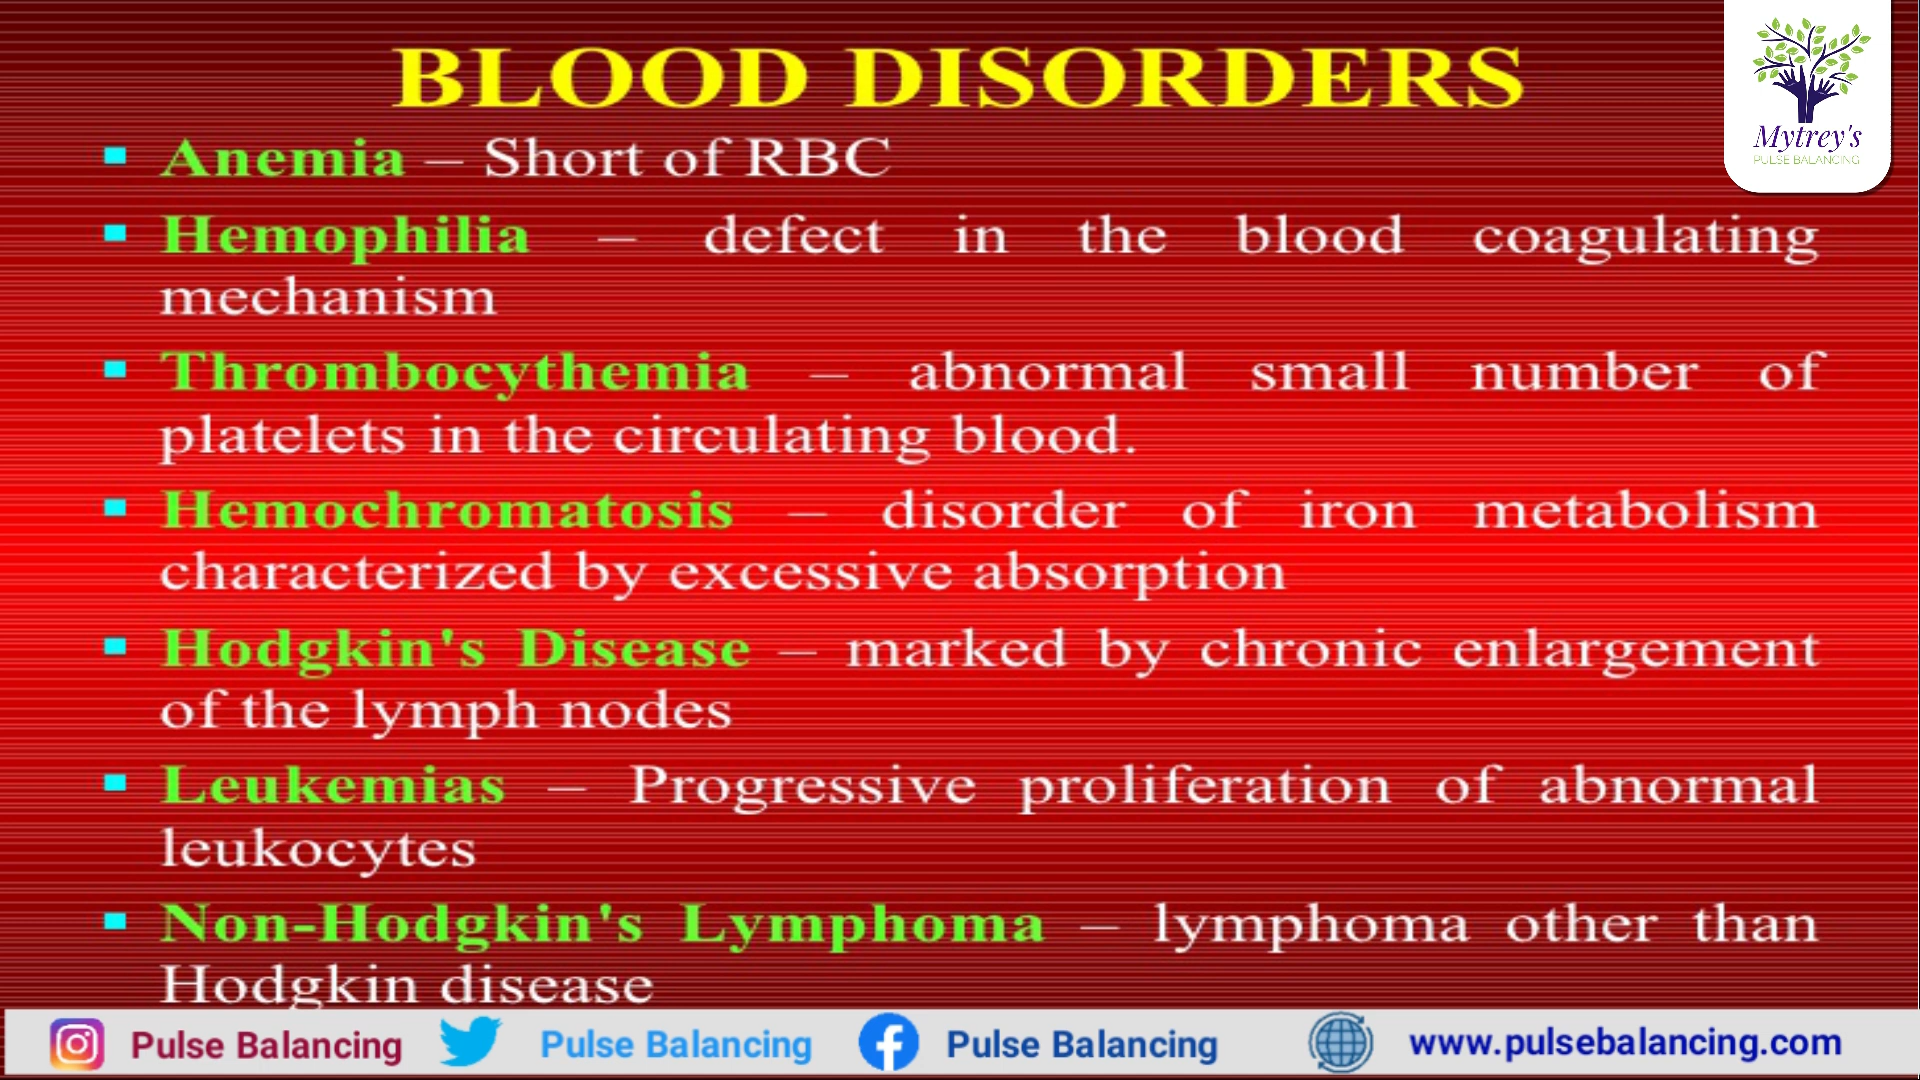 BLOOD DISORDERS
Mytrey's
PULSE BALANCING
Anemia – Short of RBC
Hemophilia – defect in the blood coagulating
mechanism
Thrombocythemia – abnormal small number of
platelets in the circulating blood.
Hemochromatosis – disorder of iron metabolism
characterized by excessive absorption
Hodgkin's Disease – marked by chronic enlargement
of the lymph nodes
Leukemias – Progressive proliferation of abnormal
leukocytes
Non-Hodgkin's Lymphoma – lymphoma other than
Hodgkin disease
Pulse Balancing Pulse Balancing Pulse Balancing www.pulsebalancing.com